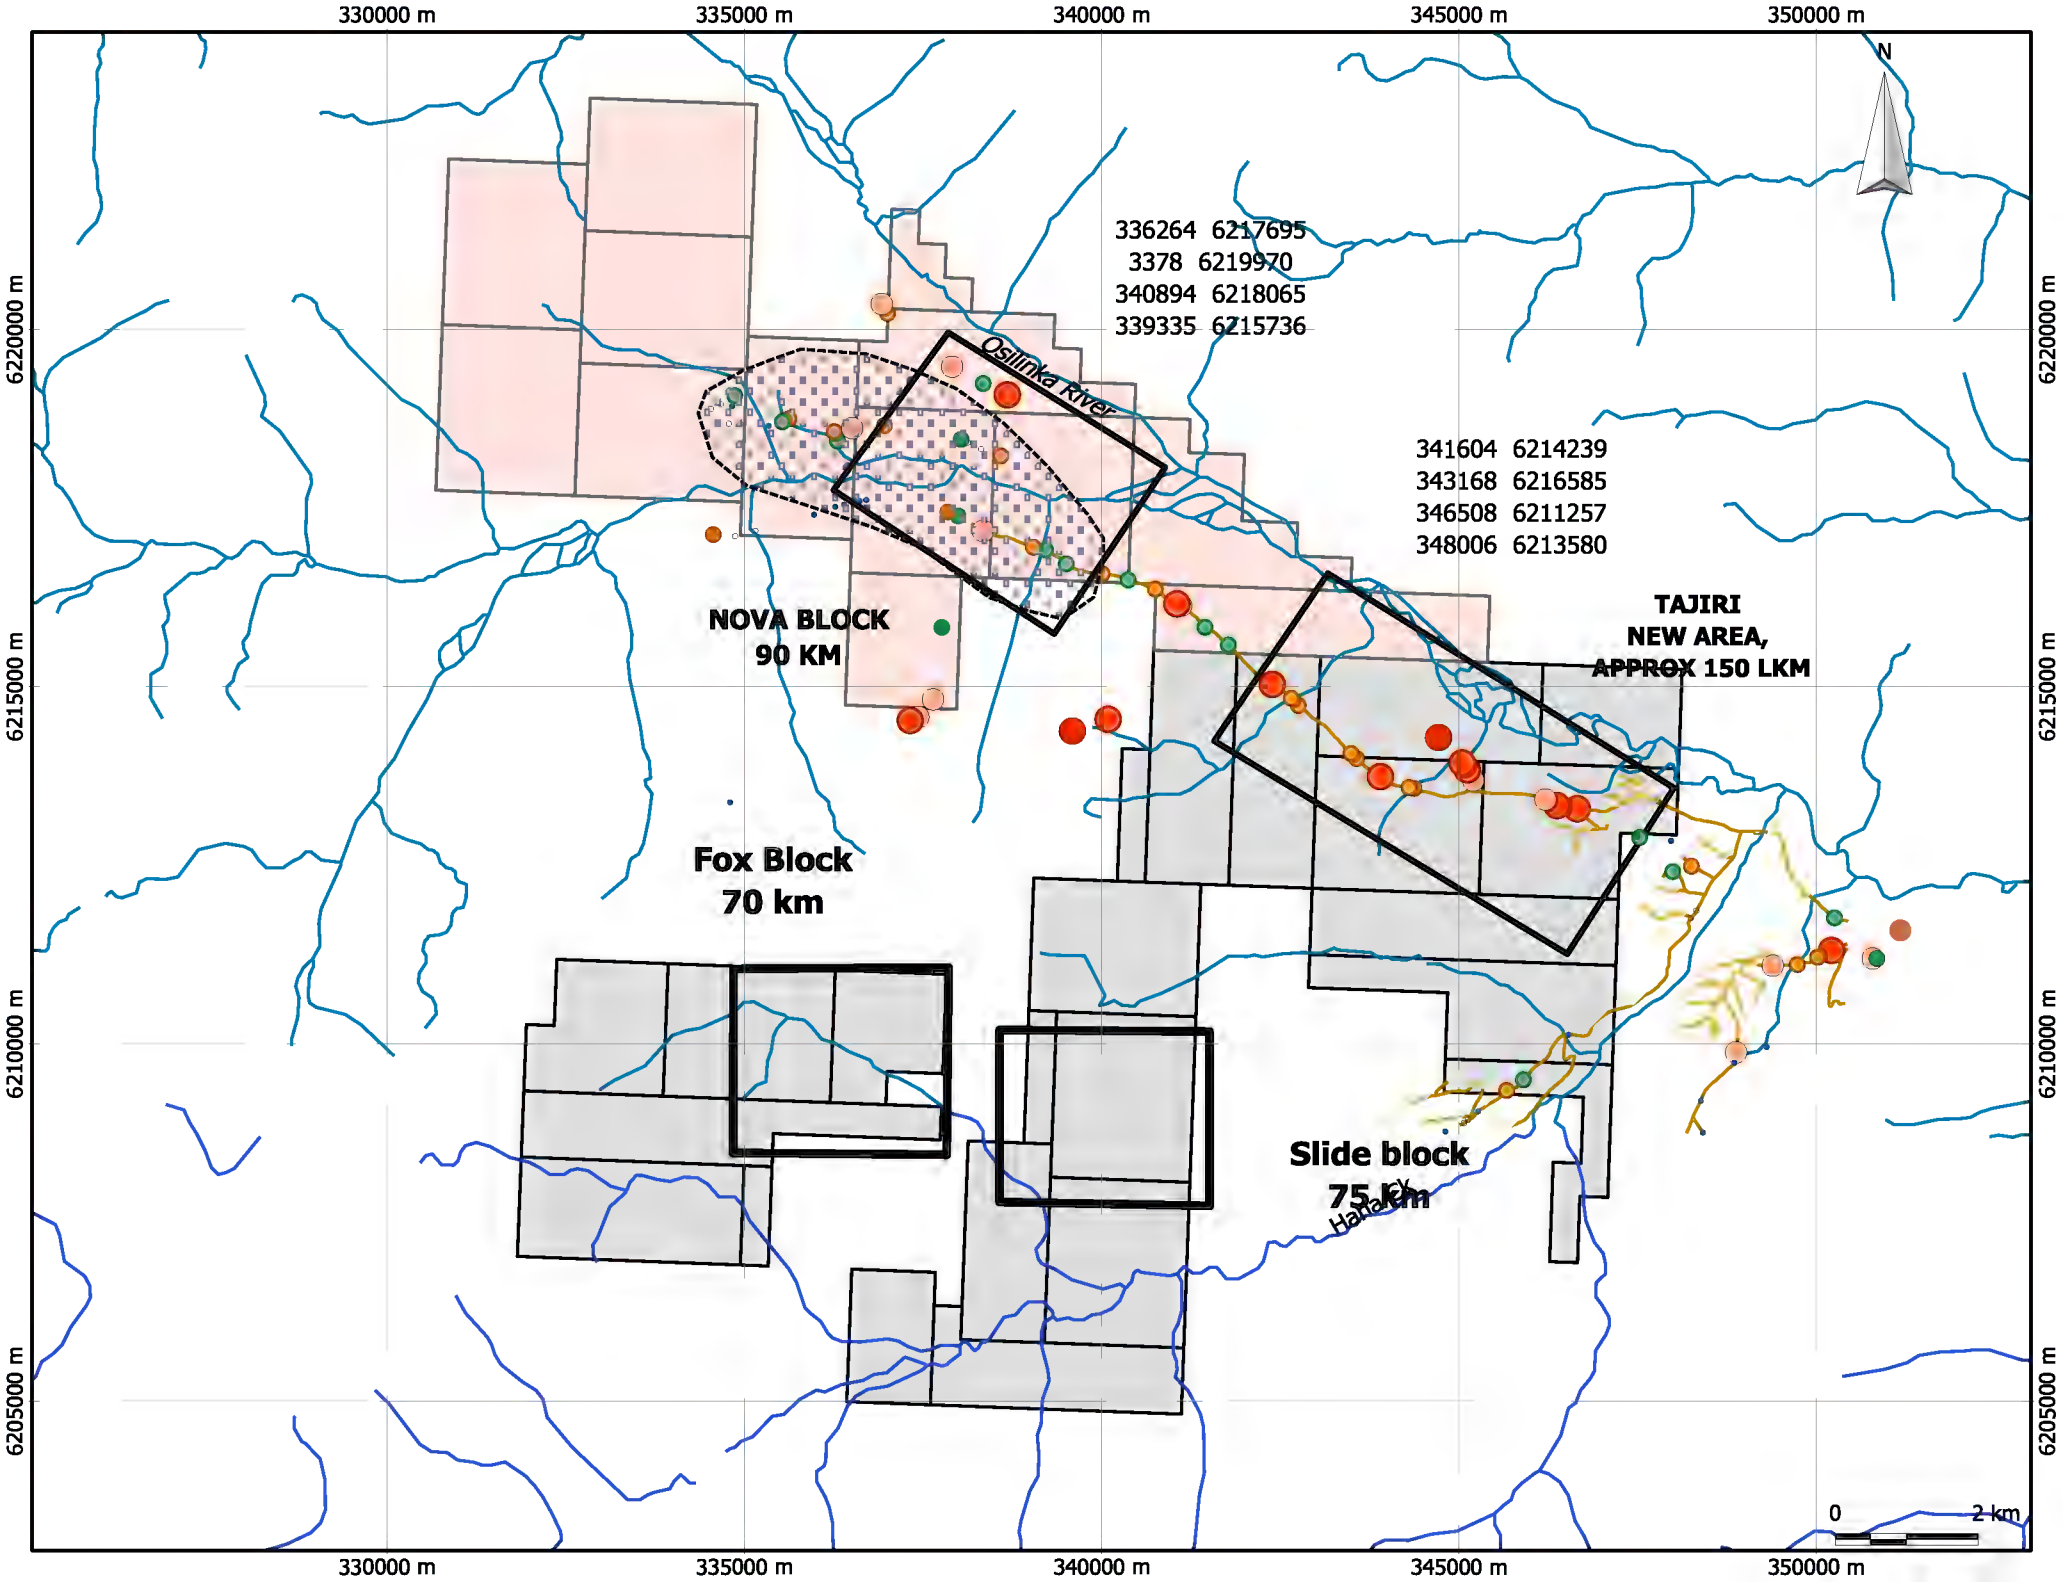 330000 m
335000 m
340000 m
345000 m
350000 m
N
6220000 m
6220000 m
336264 6217695
3378 6219970
340894 6218065
339335 6215736
Osilinka River
341604 6214239
343168 6216585
346508 6211257
348006 6213580
NOVA BLOCK
90 KM
TAJIRI
NEW AREA,
APPROX 150 LKM
6215000 m
6215000 m
Fox Block
70 km
6210000 m
6210000 m
Slide block
75 km
6205000 m
6205000 m
0 2 km
330000 m
335000 m
340000 m
345000 m
350000 m